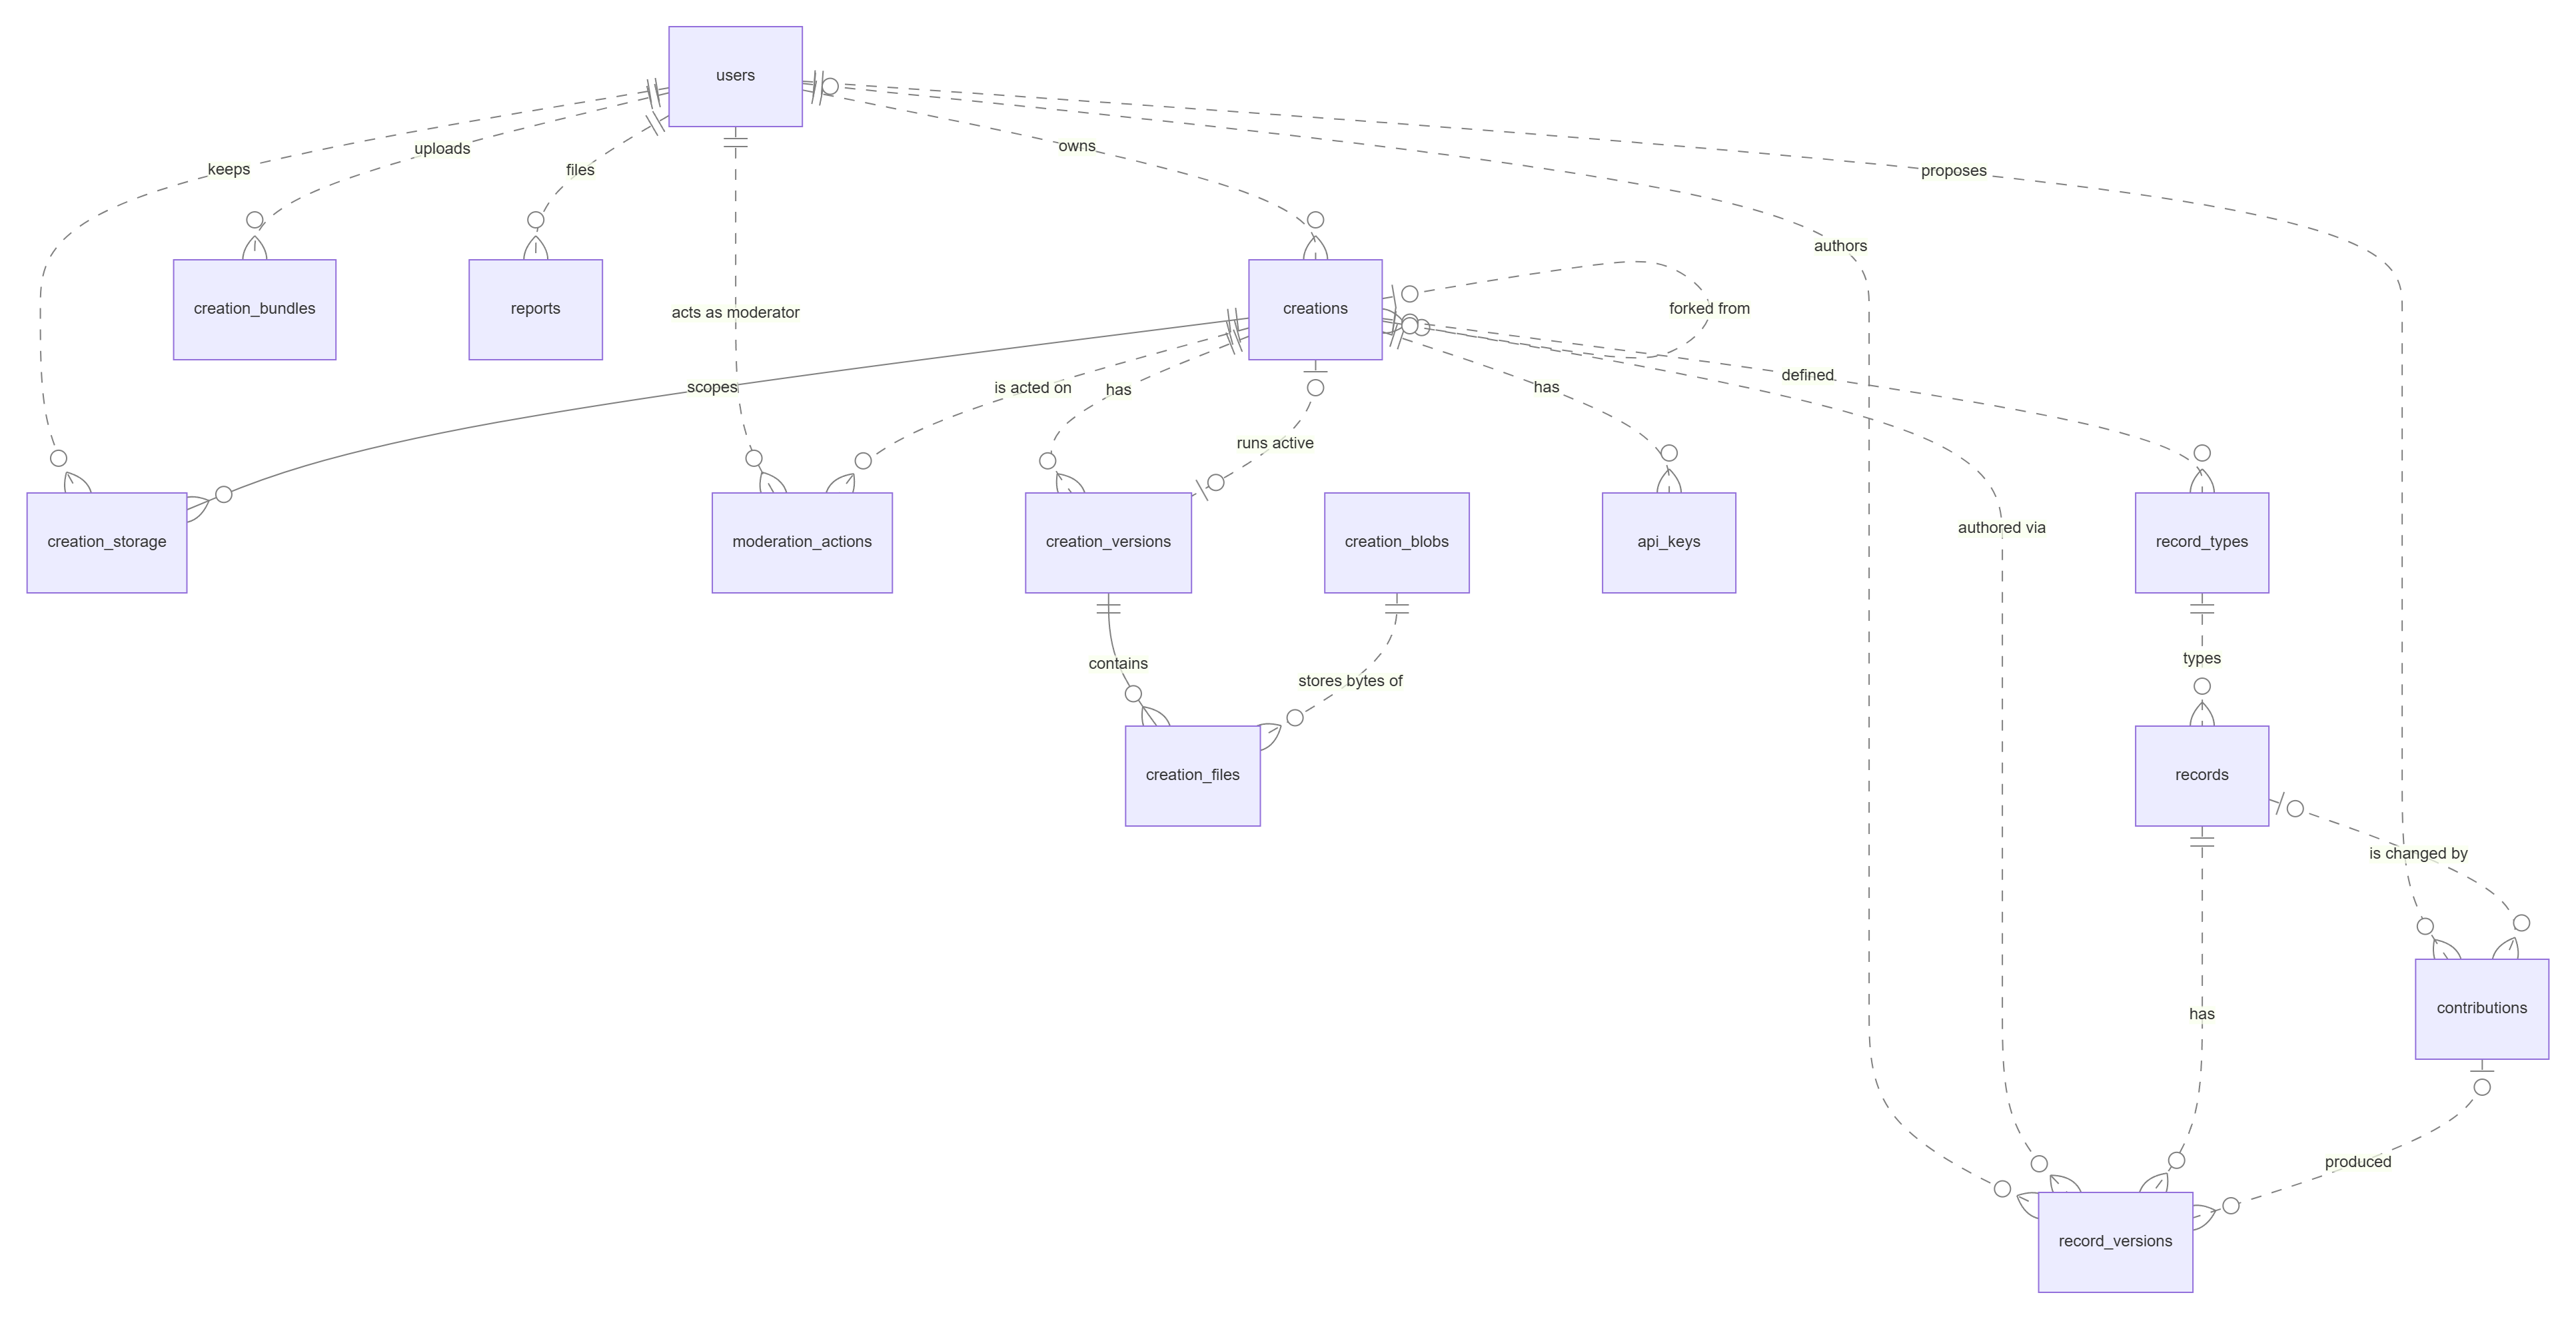 users
uploads
keeps
files
owns
proposes
authors
creation_bundles
reports
creations
forked from
acts as moderator
defined
scopes
is acted on
has
has
runs active
authored via
creation_storage
moderation_actions
creation_versions
creation_blobs
api_keys
record_types
contains
stores bytes of
types
creation_files
records
is changed by
has
contributions
produced
record_versions